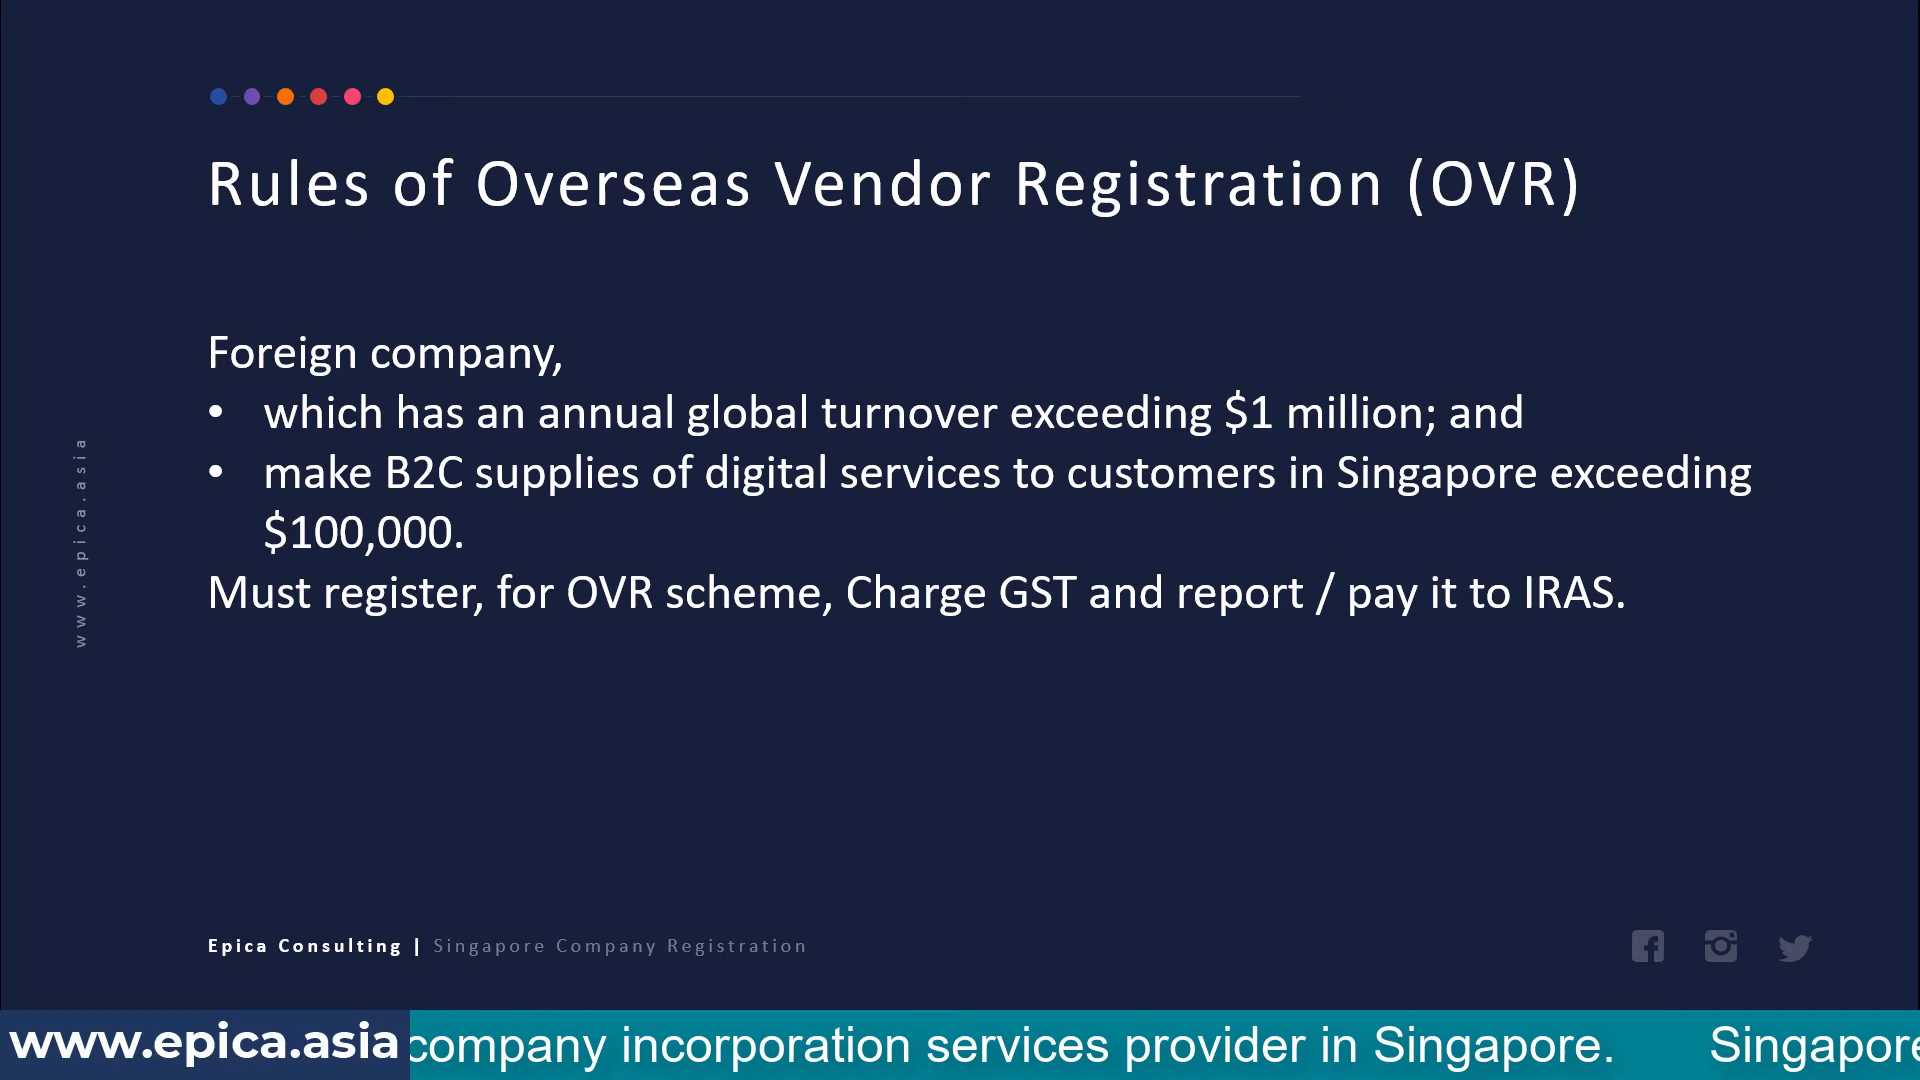 Rules of Overseas Vendor Registration (OVR)
Foreign company,
• which has an annual global turnover exceeding $1 million; and
• make B2C supplies of digital services to customers in Singapore exceeding
$100,000.
Must register, for OVR scheme, Charge GST and report / pay it to IRAS.
www.epica.asia
Epica Consulting | Singapore Company Registration
www.epica.asia company incorporation services provider in Singapore. Singapore